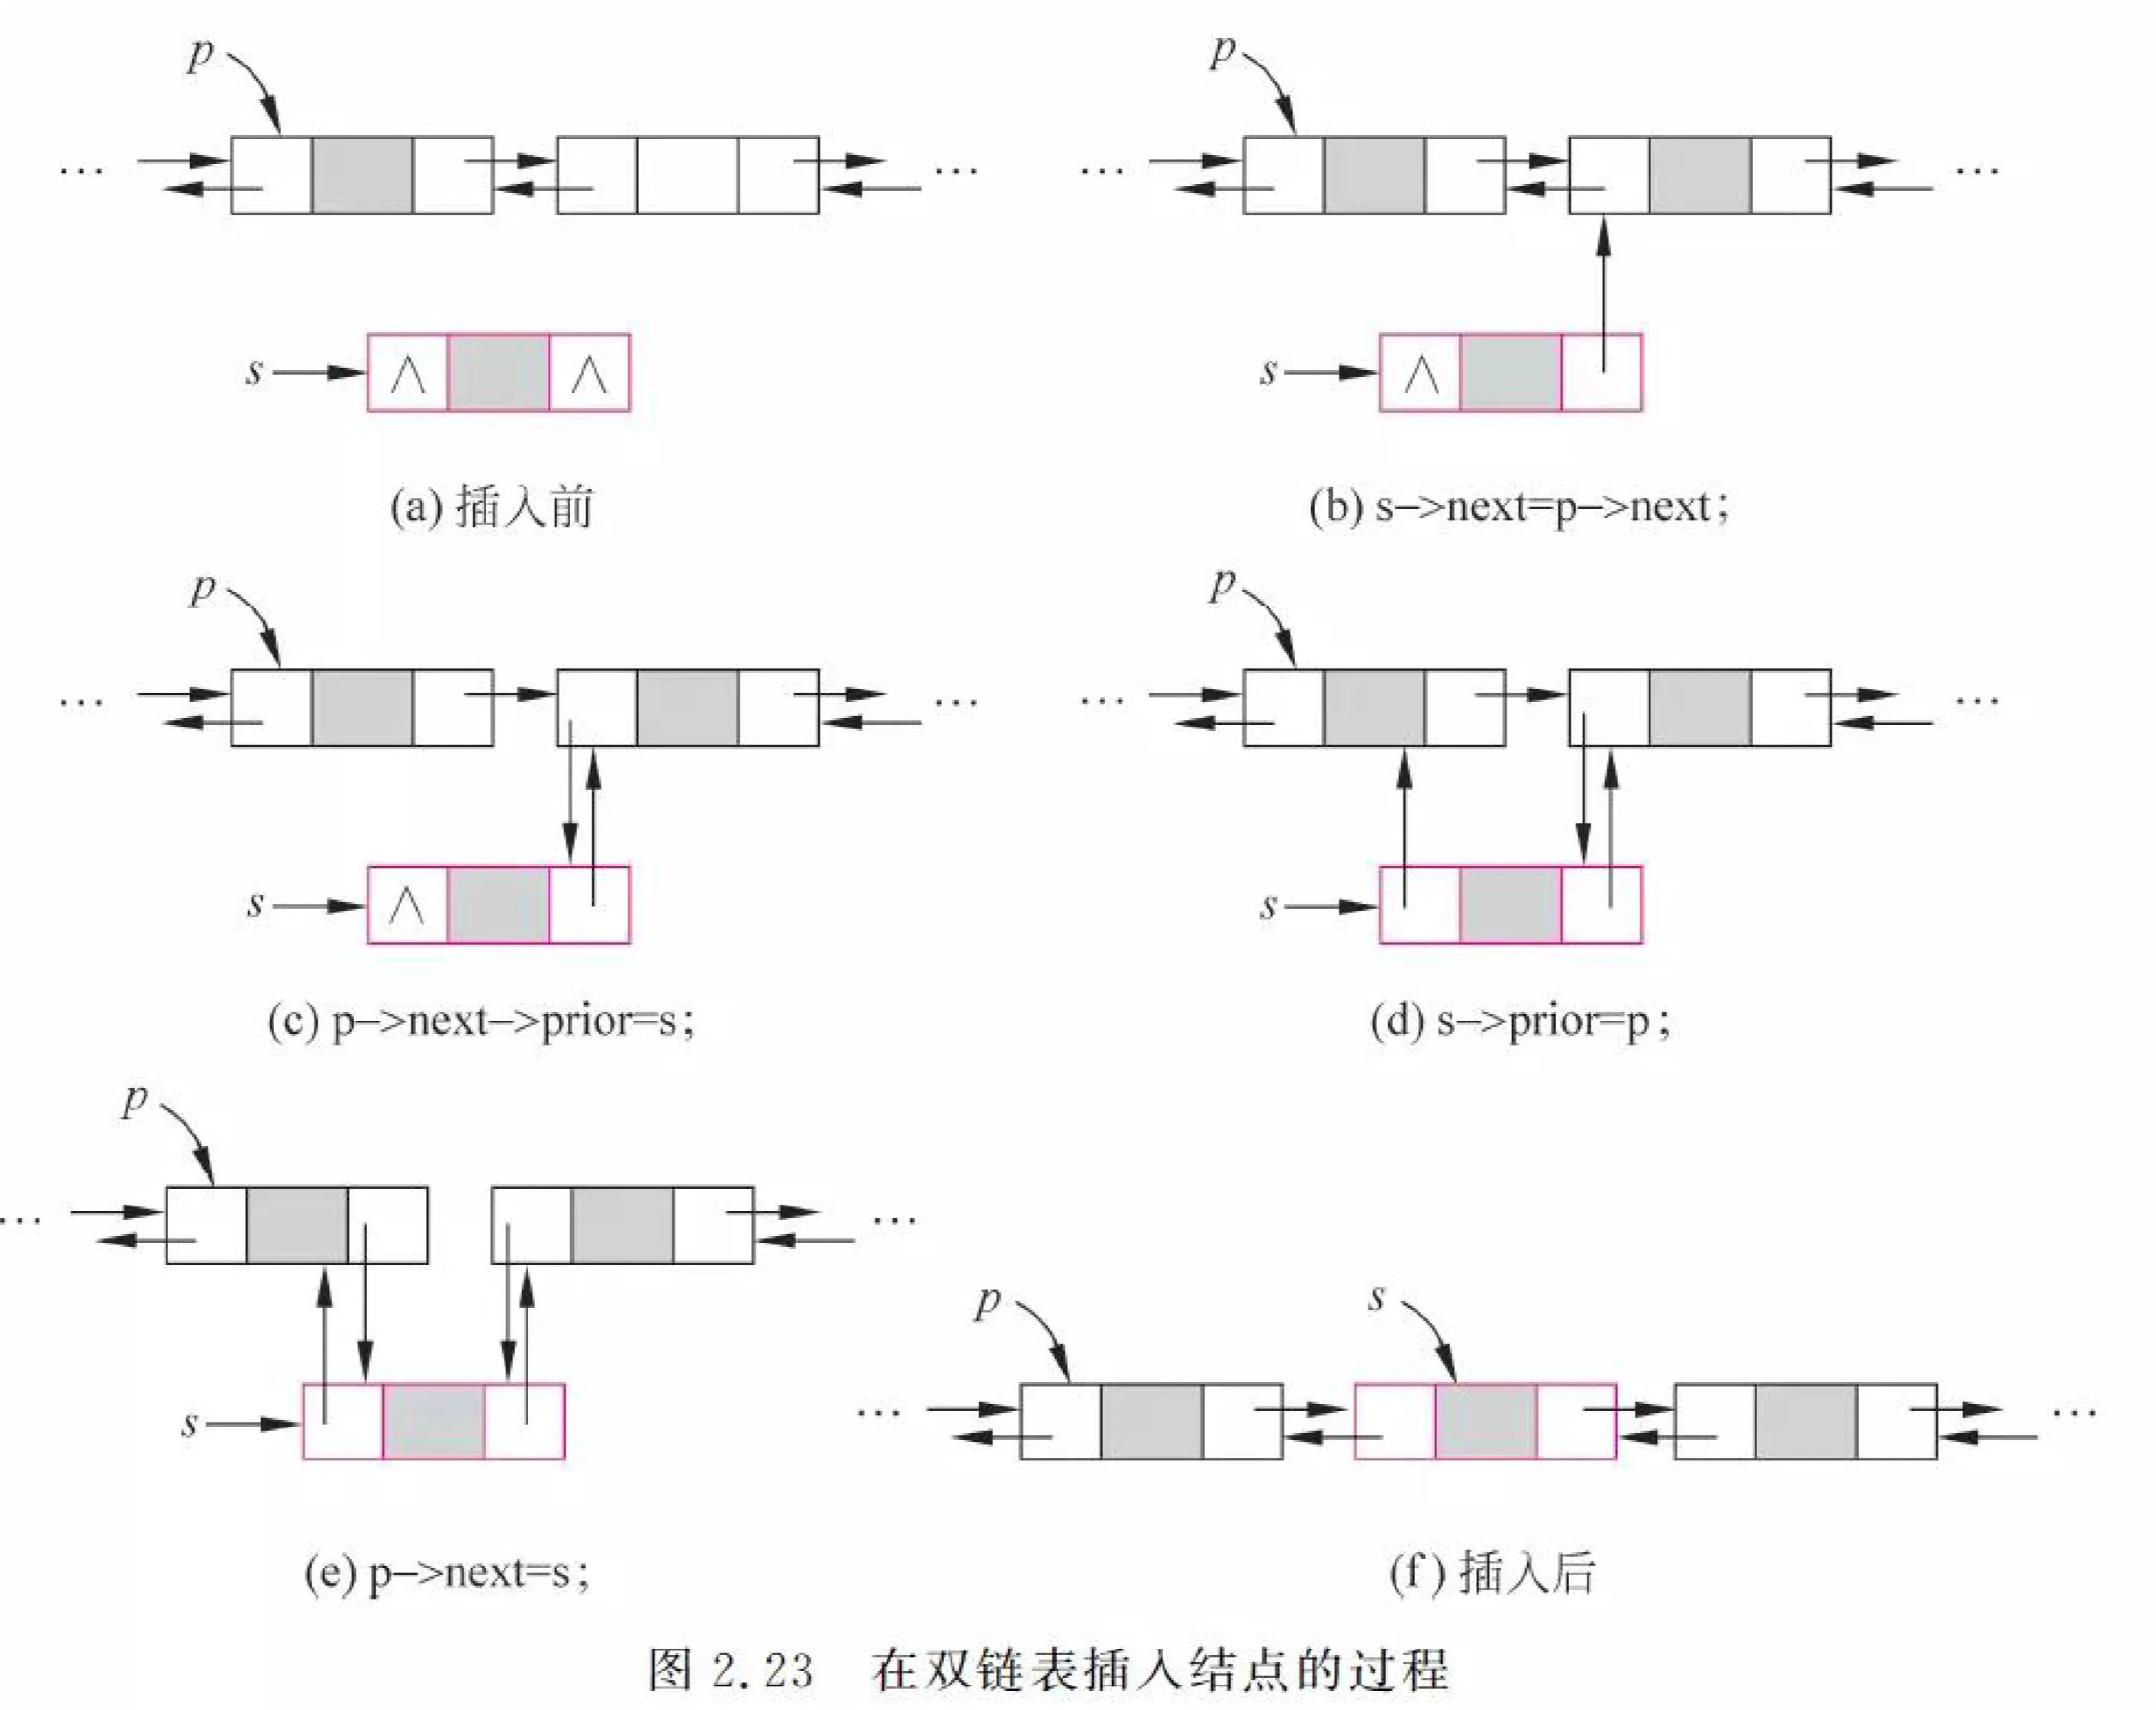 p p
… … … …
∧ ∧ ∧
s s
(a) 插入前 (b) s–>next=p–>next;
p p
… … … …
∧
s s
(c) p–>next–>prior=s; (d) s–>prior=p;
p
… …
p s
… …
s
(e) p–>next=s; (f) 插入后
图 2.23 在双链表插入结点的过程